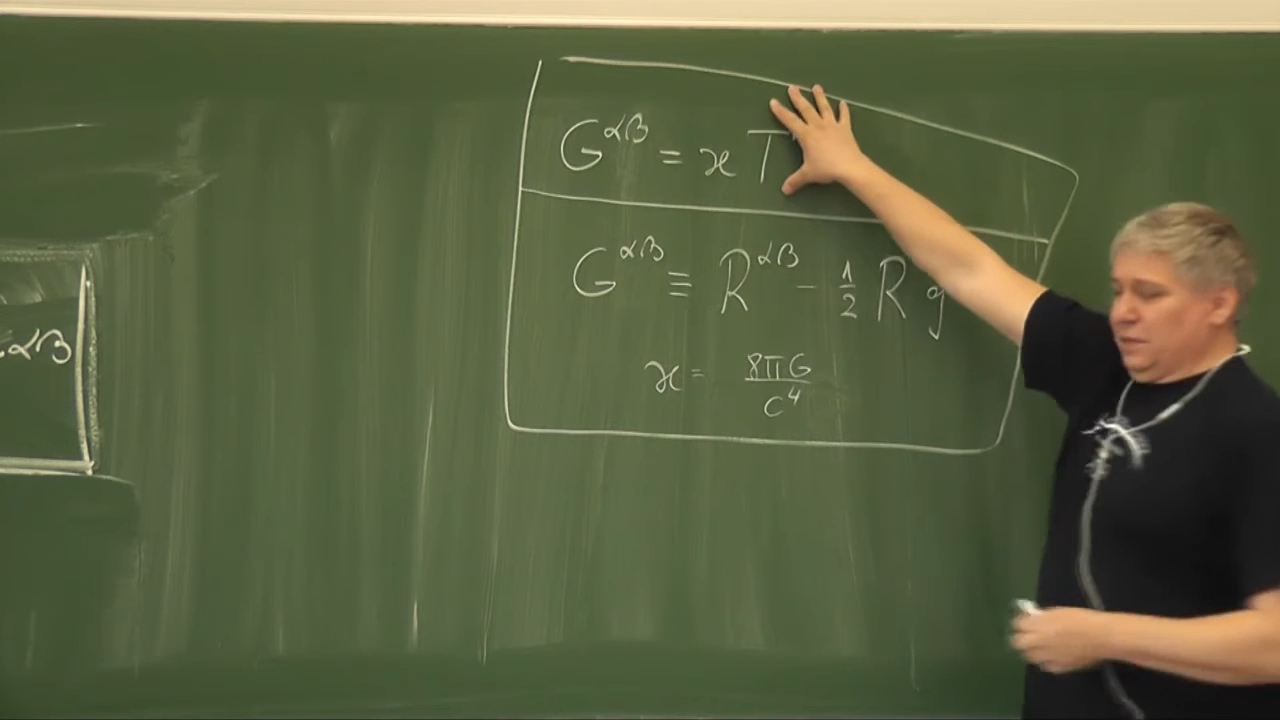 G^{αβ} = ϰ T
G^{αβ} ≡ R^{αβ} - 1/2 R g
αβ
ϰ = 8πG/c⁴